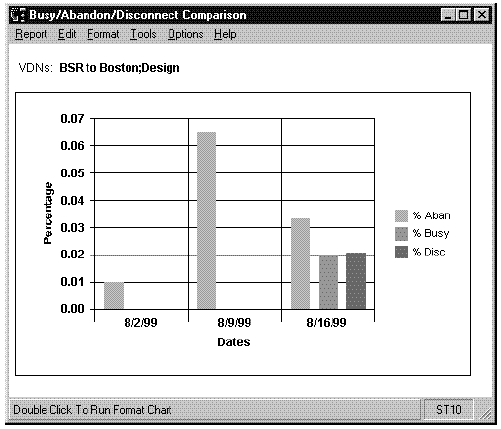 Busy/Abandon/Disconnect Comparison
Report Edit Format Tools Options Help
VDNs: BSR to Boston;Design
0.07
0.06
0.05
0.04
0.03
0.02
0.01
0.00
Percentage
8/2/99 8/9/99 8/16/99
Dates
% Aban
% Busy
% Disc
Double Click To Run Format Chart ST10